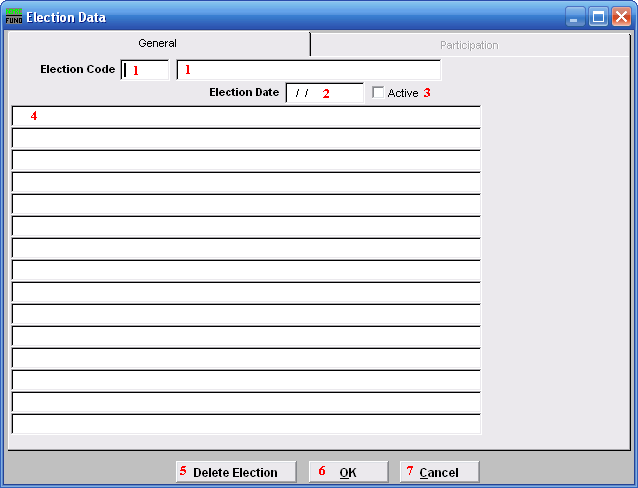 FUND Election Data
General Participation
Election Code 1 1
Election Date / / 2 Active 3
4
5 Delete Election 6 OK 7 Cancel